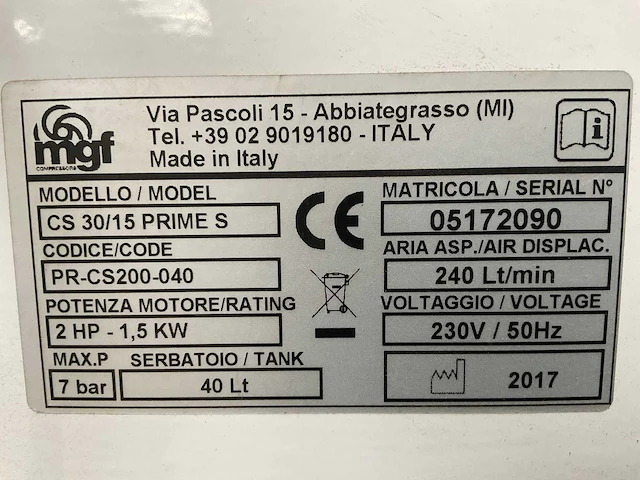 mgf
COMPRESSORS
Via Pascoli 15 - Abbiategrasso (MI)
Tel. +39 02 9019180 - ITALY
Made in Italy
i
MODELLO / MODEL
CS 30/15 PRIME S
CODICE/CODE
PR-CS200-040
POTENZA MOTORE/RATING
2 HP - 1,5 KW
MAX.P
7 bar
SERBATOIO / TANK
40 Lt
CE
MATRICOLA / SERIAL Nº
05172090
ARIA ASP./AIR DISPLAC.
240 Lt/min
VOLTAGGIO / VOLTAGE
230V / 50Hz
2017